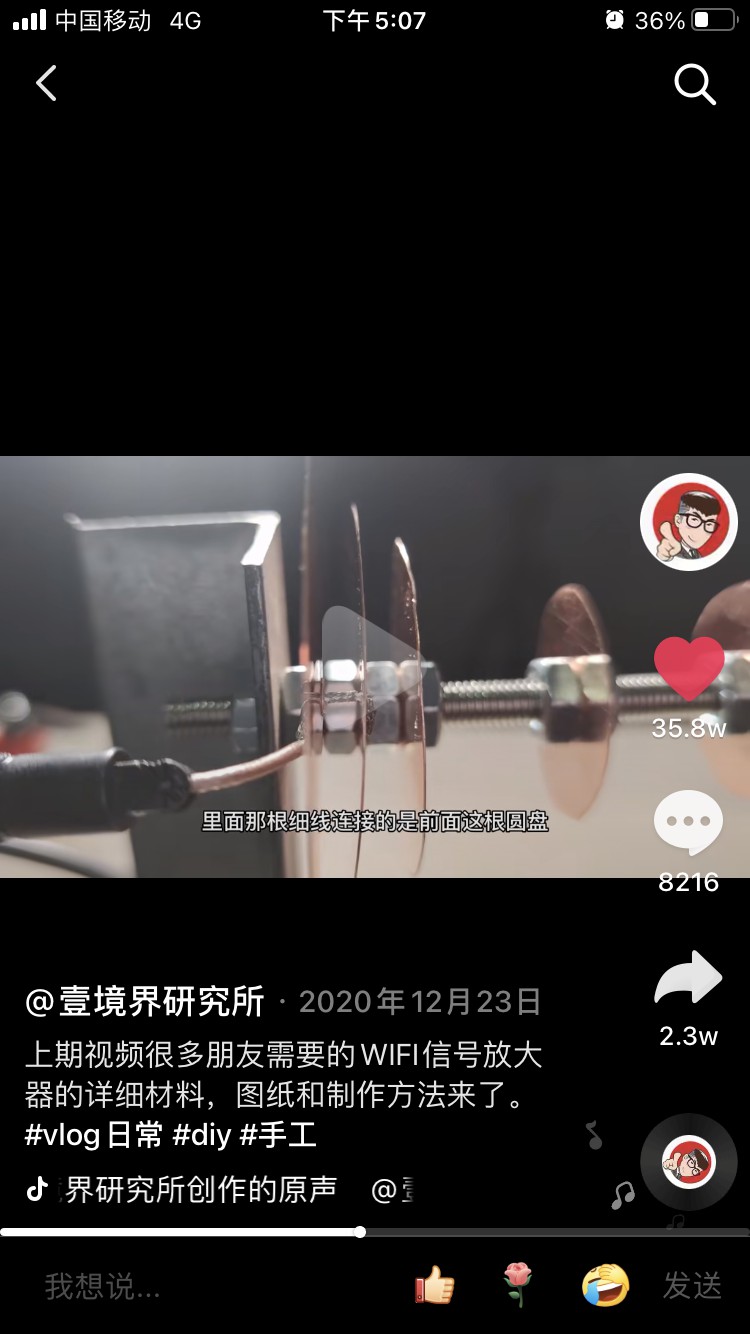 中国移动 4G 下午5:07 36%
35.8w
里面那根细线连接的是前面这根圆盘
8216
@壹境界研究所 · 2020年12月23日
2.3w
上期视频很多朋友需要的WIFI信号放大
器的详细材料，图纸和制作方法来了。
#vlog日常 #diy #手工
界研究所创作的原声 @
我想说... 发送